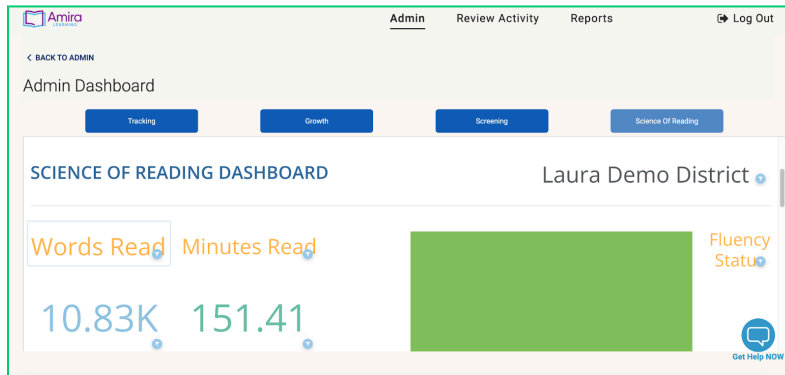 Amira
LEARNING
Admin Review Activity Reports Log Out
BACK TO ADMIN
Admin Dashboard
Tracking Growth Screening Science Of Reading
SCIENCE OF READING DASHBOARD
Laura Demo District
Words Read Minutes Read
Fluency
Status
10.83K 151.41
Get Help NOW